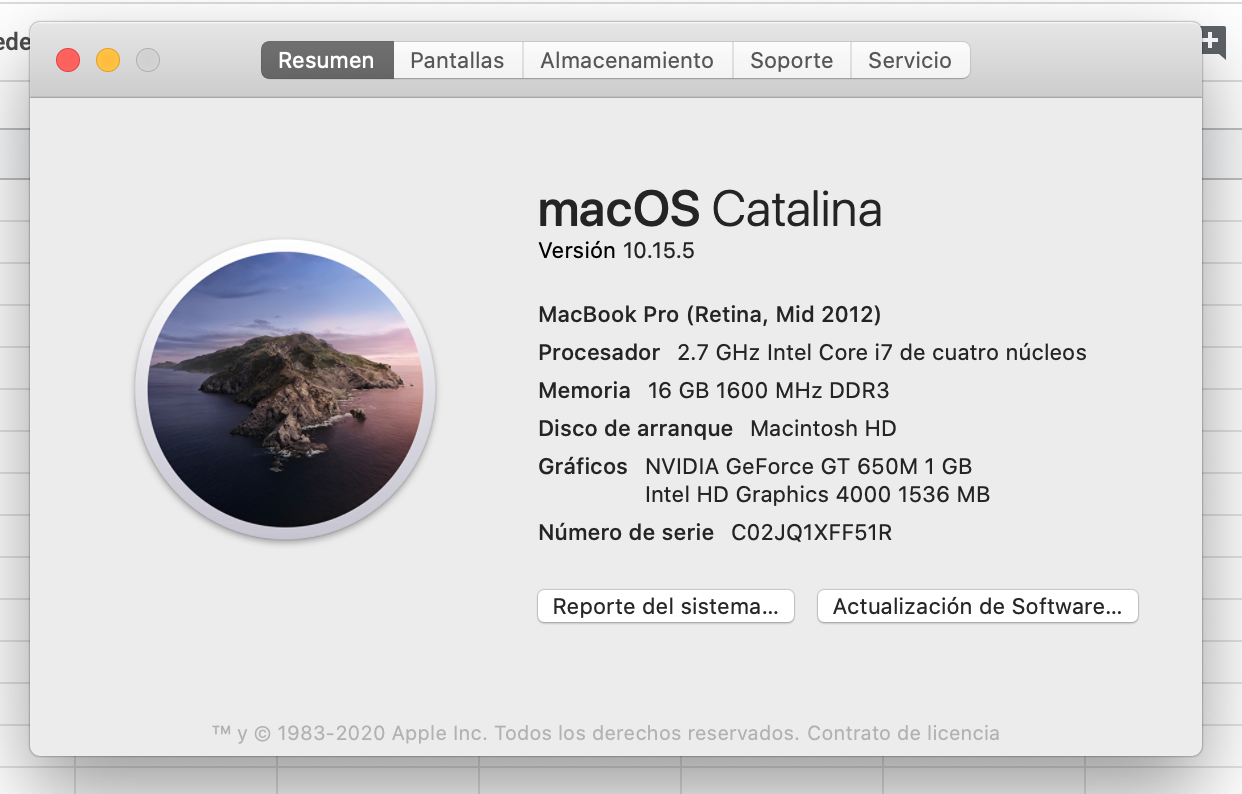 Resumen Pantallas Almacenamiento Soporte Servicio
macOS Catalina
Versión 10.15.5
MacBook Pro (Retina, Mid 2012)
Procesador 2.7 GHz Intel Core i7 de cuatro núcleos
Memoria 16 GB 1600 MHz DDR3
Disco de arranque Macintosh HD
Gráficos NVIDIA GeForce GT 650M 1 GB
Intel HD Graphics 4000 1536 MB
Número de serie C02JQ1XFF51R
Reporte del sistema... Actualización de Software...
™ y © 1983-2020 Apple Inc. Todos los derechos reservados. Contrato de licencia